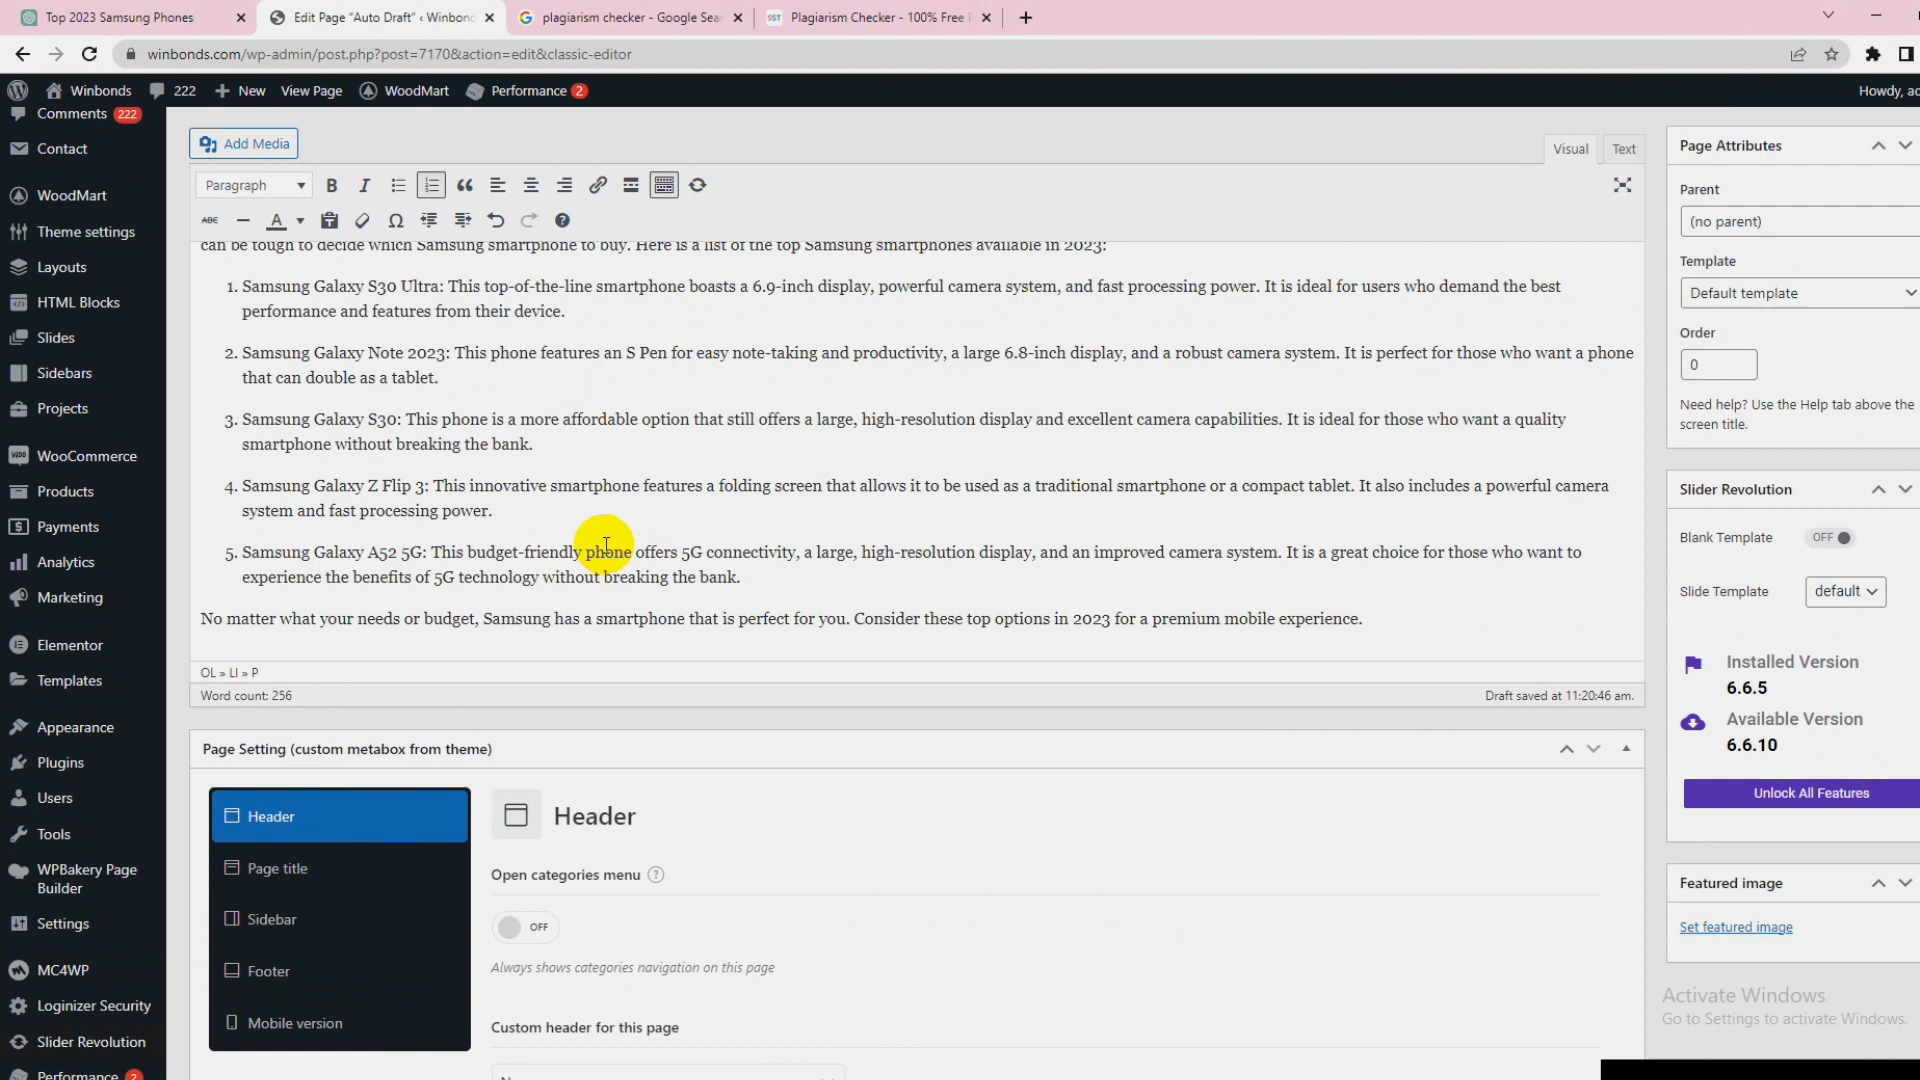 Top 2023 Samsung Phones
Edit Page "Auto Draft" ‹ Winbond
plagiarism checker - Google Sea
SST Plagiarism Checker - 100% Free
winbonds.com/wp-admin/post.php?post=7170&action=edit&classic-editor
Winbonds 222 New View Page WoodMart Performance 2
Howdy, ac
Comments 222
Contact
WoodMart
Theme settings
Layouts
HTML Blocks
Slides
Sidebars
Projects
WooCommerce
Products
Payments
Analytics
Marketing
Elementor
Templates
Appearance
Plugins
Users
Tools
WPBakery Page
Builder
Settings
MC4WP
Loginizer Security
Slider Revolution
Performance 2
Add Media
Visual
Text
Paragraph
B I
ABC A Ω
can be tough to decide which Samsung smartphone to buy. Here is a list of the top Samsung smartphones available in 2023:
1. Samsung Galaxy S30 Ultra: This top-of-the-line smartphone boasts a 6.9-inch display, powerful camera system, and fast processing power. It is ideal for users who demand the best
performance and features from their device.
2. Samsung Galaxy Note 2023: This phone features an S Pen for easy note-taking and productivity, a large 6.8-inch display, and a robust camera system. It is perfect for those who want a phone
that can double as a tablet.
3. Samsung Galaxy S30: This phone is a more affordable option that still offers a large, high-resolution display and excellent camera capabilities. It is ideal for those who want a quality
smartphone without breaking the bank.
4. Samsung Galaxy Z Flip 3: This innovative smartphone features a folding screen that allows it to be used as a traditional smartphone or a compact tablet. It also includes a powerful camera
system and fast processing power.
5. Samsung Galaxy A52 5G: This budget-friendly phone offers 5G connectivity, a large, high-resolution display, and an improved camera system. It is a great choice for those who want to
experience the benefits of 5G technology without breaking the bank.
No matter what your needs or budget, Samsung has a smartphone that is perfect for you. Consider these top options in 2023 for a premium mobile experience.
OL » LI » P
Word count: 256
Draft saved at 11:20:46 am.
Page Setting (custom metabox from theme)
Header
Page title
Sidebar
Footer
Mobile version
Header
Open categories menu ?
OFF
Always shows categories navigation on this page
Custom header for this page
Page Attributes
Parent
(no parent)
Template
Default template
Order
0
Need help? Use the Help tab above the
screen title.
Slider Revolution
Blank Template OFF
Slide Template default
Installed Version
6.6.5
Available Version
6.6.10
Unlock All Features
Featured image
Set featured image
Activate Windows
Go to Settings to activate Windows.